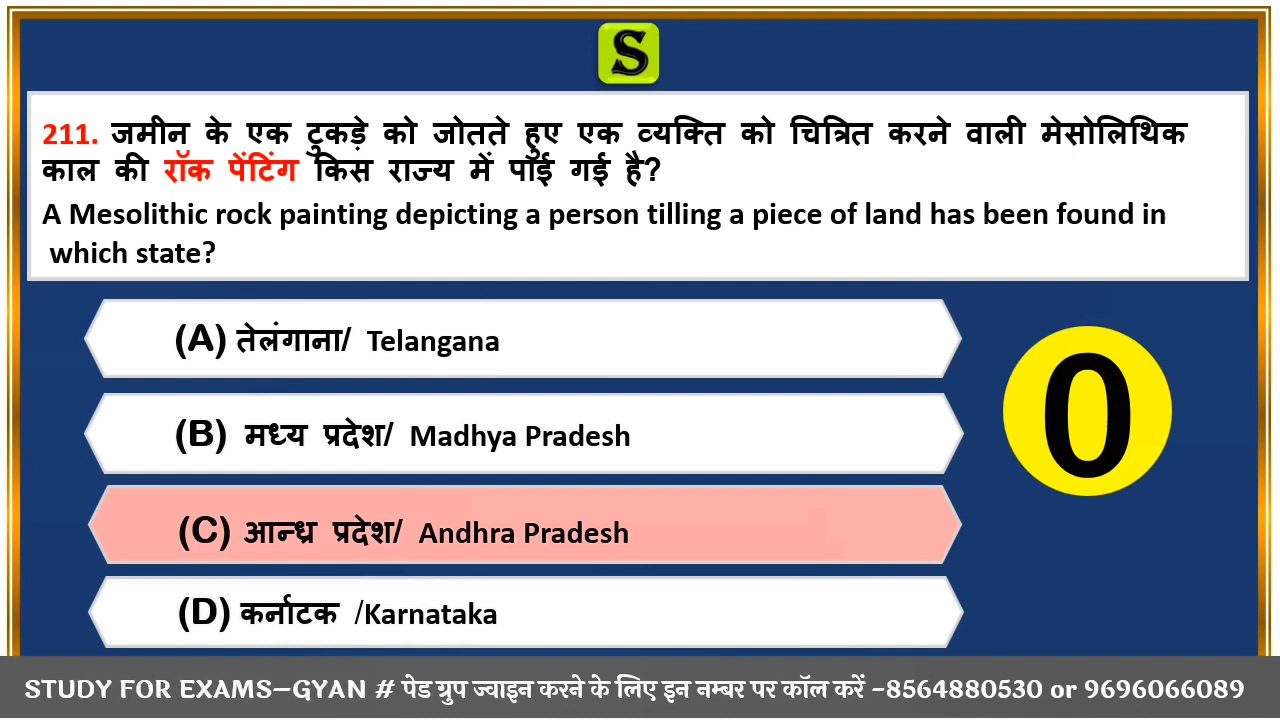 S
211. जमीन के एक टुकड़े को जोतते हुए एक व्यक्ति को चित्रित करने वाली मेसोलिथिक
काल की रॉक पेंटिंग किस राज्य में पाई गई है?
A Mesolithic rock painting depicting a person tilling a piece of land has been found in
which state?
(A) तेलंगाना/ Telangana
(B) मध्य प्रदेश/ Madhya Pradesh
(C) आन्ध्र प्रदेश/ Andhra Pradesh
(D) कर्नाटक /Karnataka
0
STUDY FOR EXAMS–GYAN # पेड ग्रुप ज्वाइन करने के लिए इन नम्बर पर कॉल करें -8564880530 or 9696066089